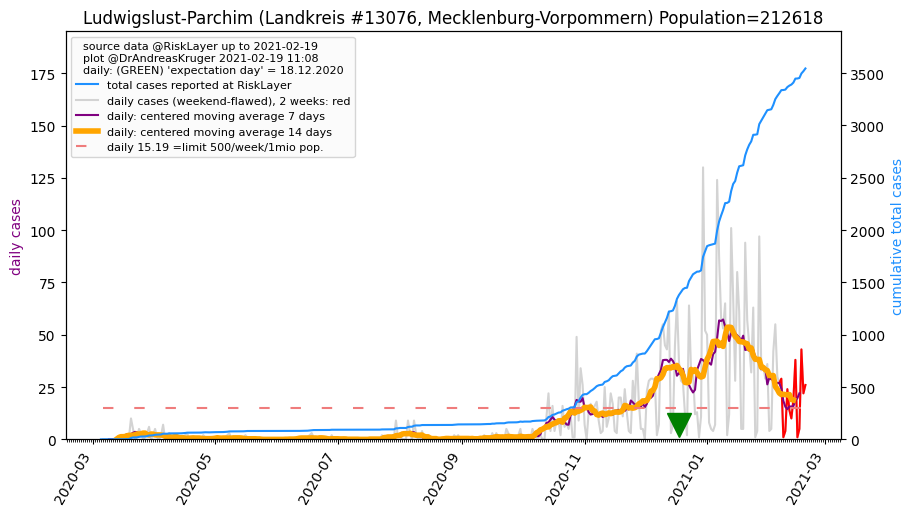 Ludwigslust-Parchim (Landkreis #13076, Mecklenburg-Vorpommern) Population=212618
source data @RiskLayer up to 2021-02-19
plot @DrAndreasKruger 2021-02-19 11:08
daily: (GREEN) 'expectation day' = 18.12.2020
total cases reported at RiskLayer
daily cases (weekend-flawed), 2 weeks: red
daily: centered moving average 7 days
daily: centered moving average 14 days
daily 15.19 =limit 500/week/1mio pop.
daily cases
175
150
125
100
75
50
25
0
cumulative total cases
3500
3000
2500
2000
1500
1000
500
0
2020-03
2020-05
2020-07
2020-09
2020-11
2021-01
2021-03